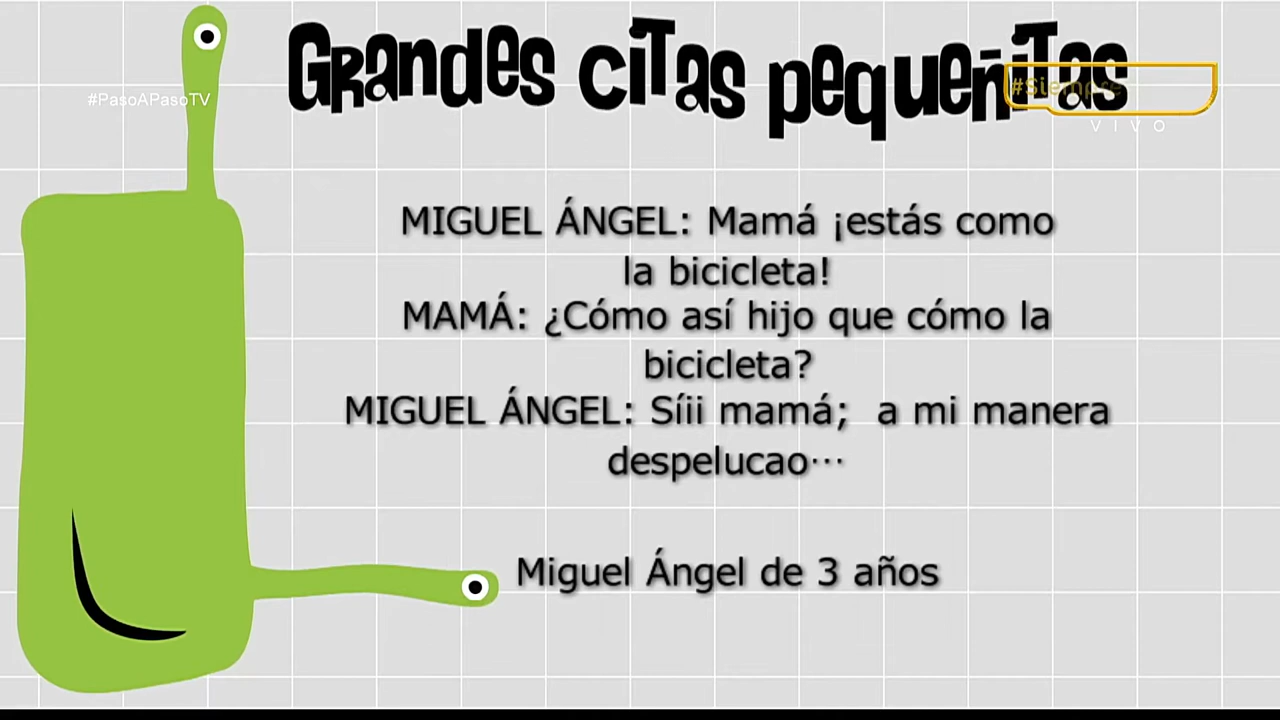 Grandes citas pequeñitas
#PasoAPasoTV
#Siempre
VIVO
MIGUEL ÁNGEL: Mamá ¡estás como
la bicicleta!
MAMÁ: ¿Cómo así hijo que cómo la
bicicleta?
MIGUEL ÁNGEL: Síii mamá;  a mi manera
despelucao···
Miguel Ángel de 3 años